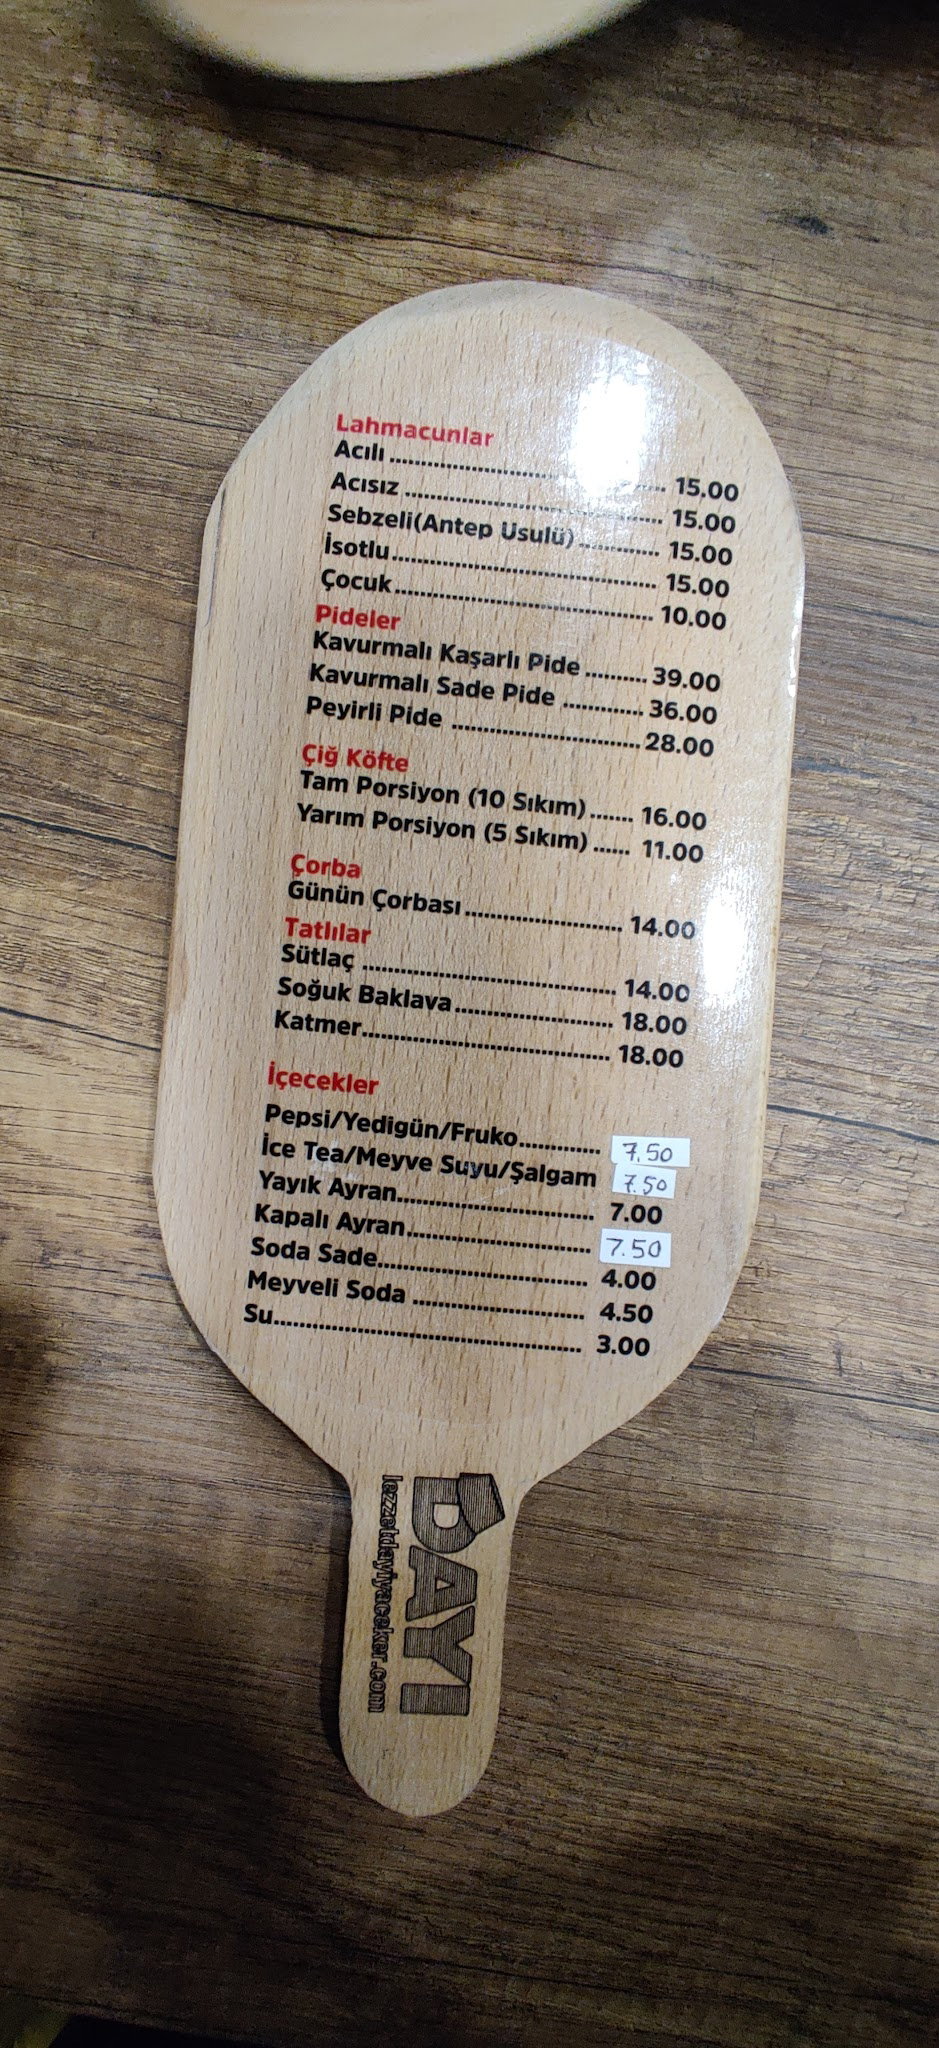 Lahmacunlar
Acılı ........................................ 15.00
Acısız ........................................ 15.00
Sebzeli(Antep Usulü) ............ 15.00
İsotlu ........................................ 15.00
Çocuk ........................................ 10.00
Pideler
Kavurmalı Kaşarlı Pide .......... 39.00
Kavurmalı Sade Pide ............. 36.00
Peyirli Pide .............................. 28.00
Çiğ Köfte
Tam Porsiyon (10 Sıkım) ....... 16.00
Yarım Porsiyon (5 Sıkım) ...... 11.00
Çorba
Günün Çorbası ......................... 14.00
Tatlılar
Sütlaç ........................................ 14.00
Soğuk Baklava ......................... 18.00
Katmer ........................................ 18.00
İçecekler
Pepsi/Yedigün/Fruko ............. 7.50
İce Tea/Meyve Suyu/Şalgam 7.50
Yayık Ayran ............................... 7.00
Kapalı Ayran ............................. 7.50
Soda Sade ................................. 4.00
Meyveli Soda ........................... 4.50
Su ................................................ 3.00
DAYI
lezzetdayiyaceker.com